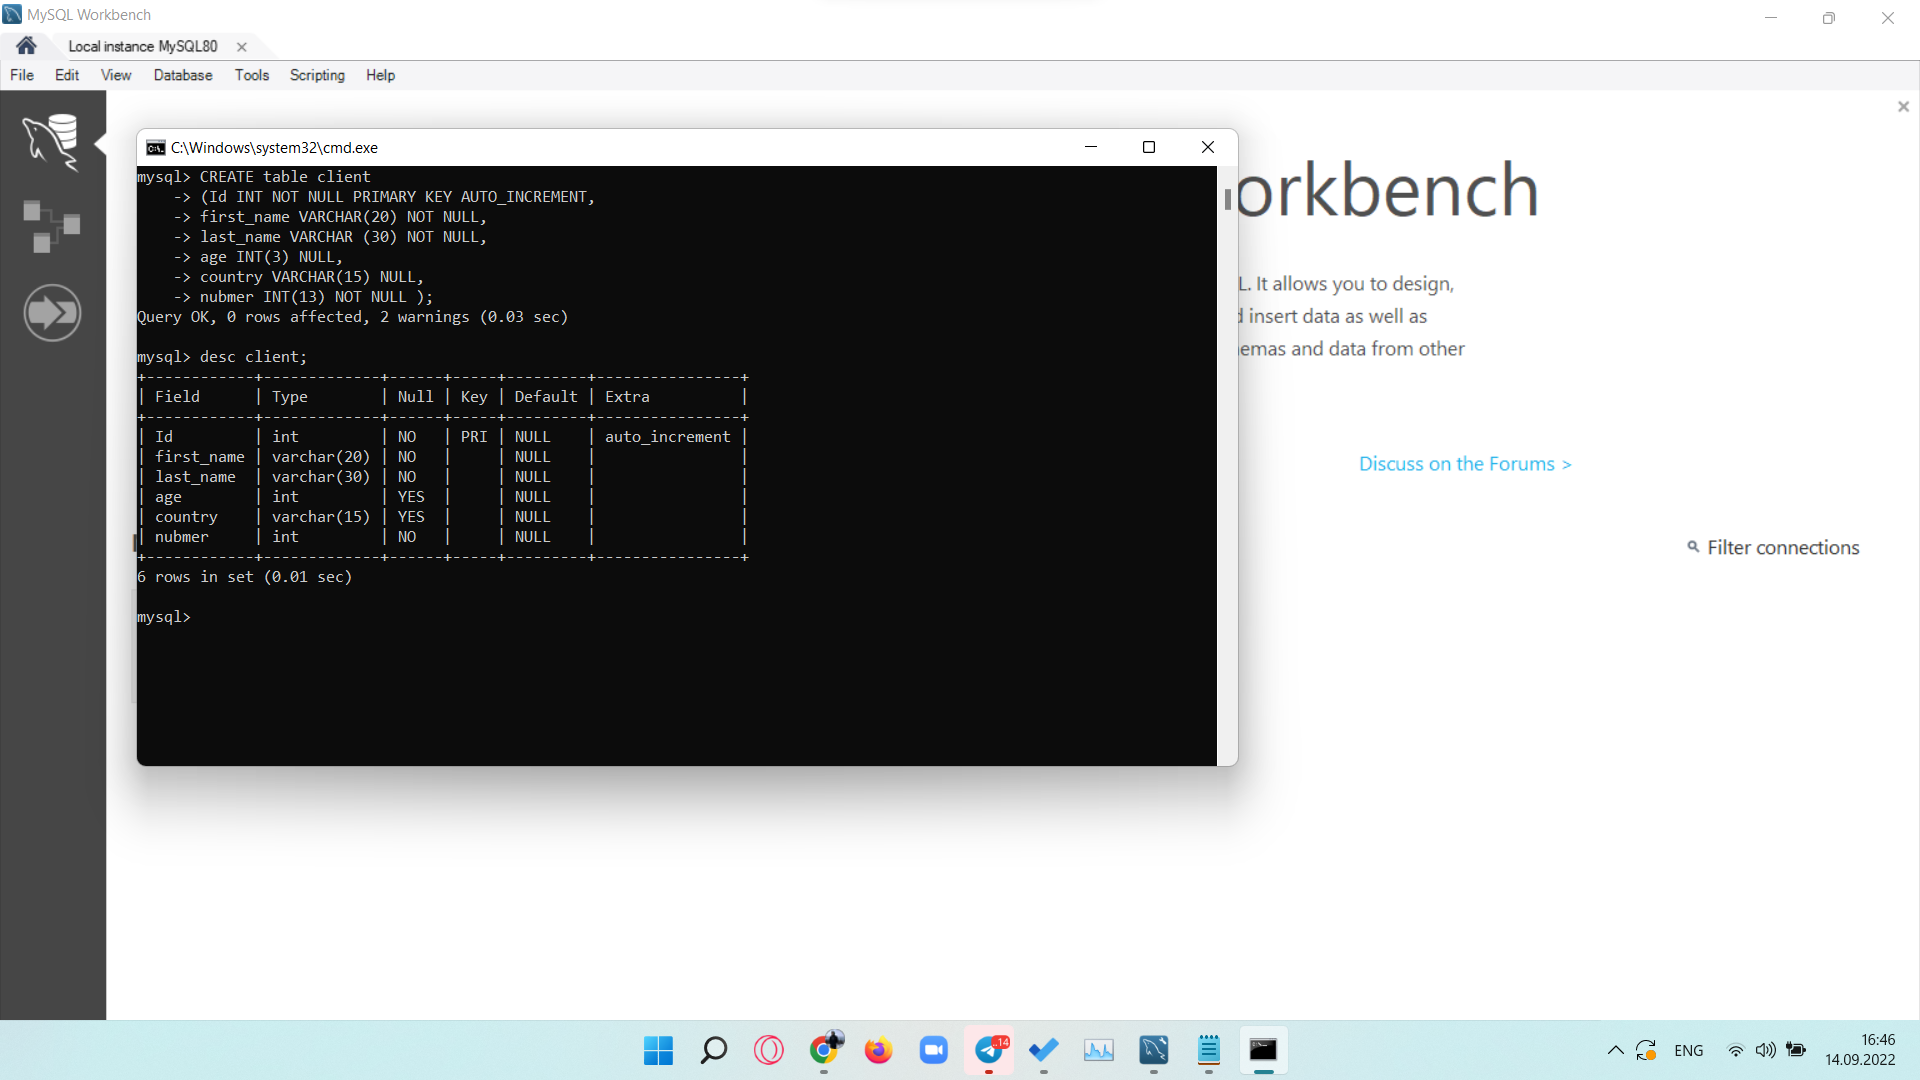 MySQL Workbench
Local instance MySQL80
File Edit View Database Tools Scripting Help
C:\Windows\system32\cmd.exe
mysql> CREATE table client
    -> (Id INT NOT NULL PRIMARY KEY AUTO_INCREMENT,
    -> first_name VARCHAR(20) NOT NULL,
    -> last_name VARCHAR (30) NOT NULL,
    -> age INT(3) NULL,
    -> country VARCHAR(15) NULL,
    -> nubmer INT(13) NOT NULL );
Query OK, 0 rows affected, 2 warnings (0.03 sec)
mysql> desc client;
+------------+-------------+------+-----+---------+----------------+
| Field      | Type        | Null | Key | Default | Extra          |
+------------+-------------+------+-----+---------+----------------+
| Id         | int         | NO   | PRI | NULL    | auto_increment |
| first_name | varchar(20) | NO   |     | NULL    |                |
| last_name  | varchar(30) | NO   |     | NULL    |                |
| age        | int         | YES  |     | NULL    |                |
| country    | varchar(15) | YES  |     | NULL    |                |
| nubmer     | int         | NO   |     | NULL    |                |
+------------+-------------+------+-----+---------+----------------+
6 rows in set (0.01 sec)
mysql>
orkbench
L. It allows you to design,
d insert data as well as
emas and data from other
Discuss on the Forums >
Filter connections
14
ENG
16:46
14.09.2022